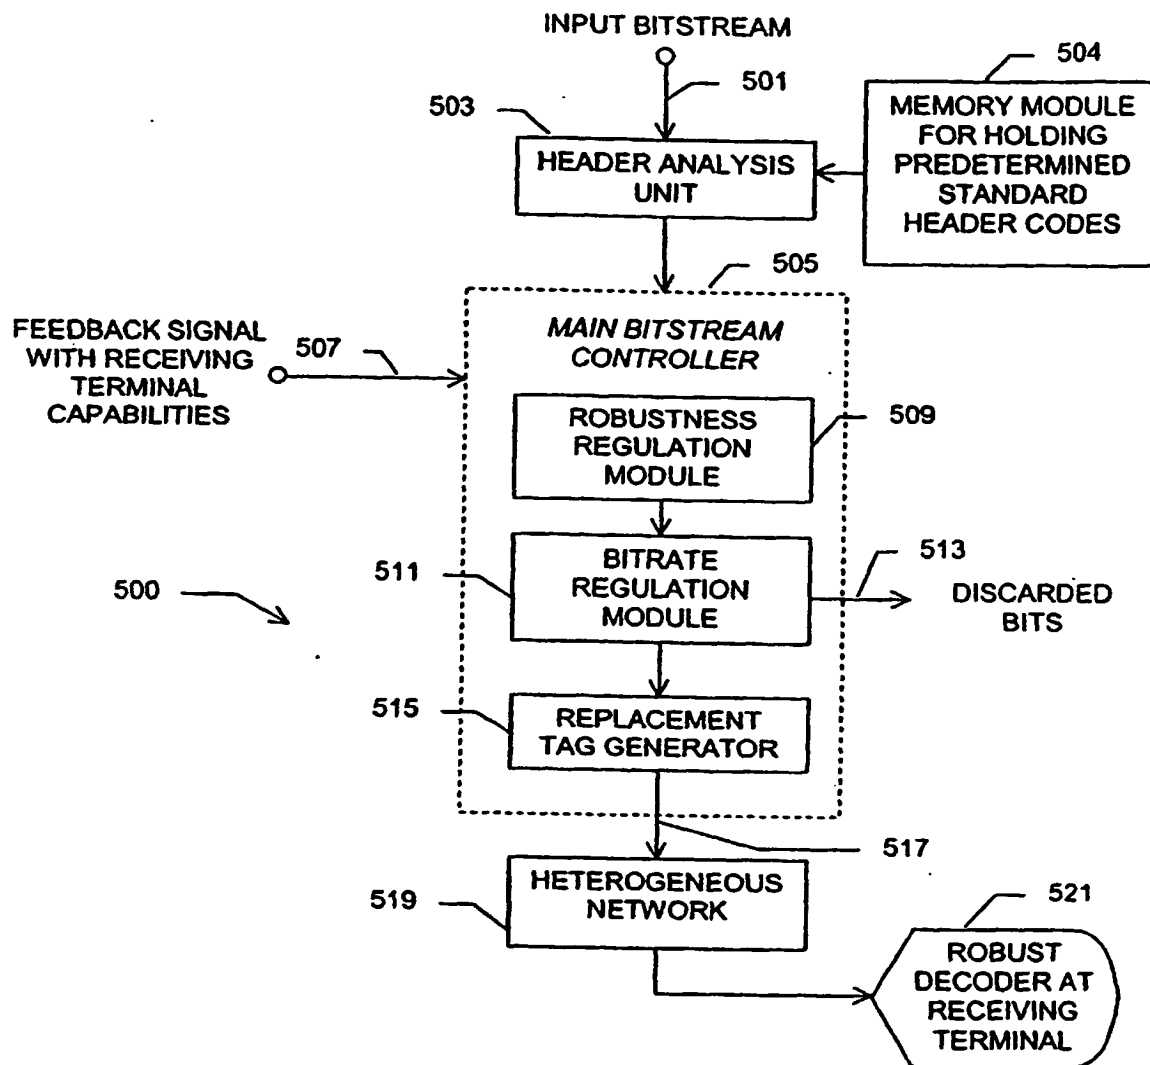 INPUT BITSTREAM
501
503
504
HEADER ANALYSIS
UNIT
MEMORY MODULE
FOR HOLDING
PREDETERMINED
STANDARD
HEADER CODES
505
FEEDBACK SIGNAL
WITH RECEIVING
TERMINAL
CAPABILITIES
507
MAIN BITSTREAM
CONTROLLER
ROBUSTNESS
REGULATION
MODULE
509
511
BITRATE
REGULATION
MODULE
513
DISCARDED
BITS
500
515
REPLACEMENT
TAG GENERATOR
517
519
HETEROGENEOUS
NETWORK
521
ROBUST
DECODER AT
RECEIVING
TERMINAL